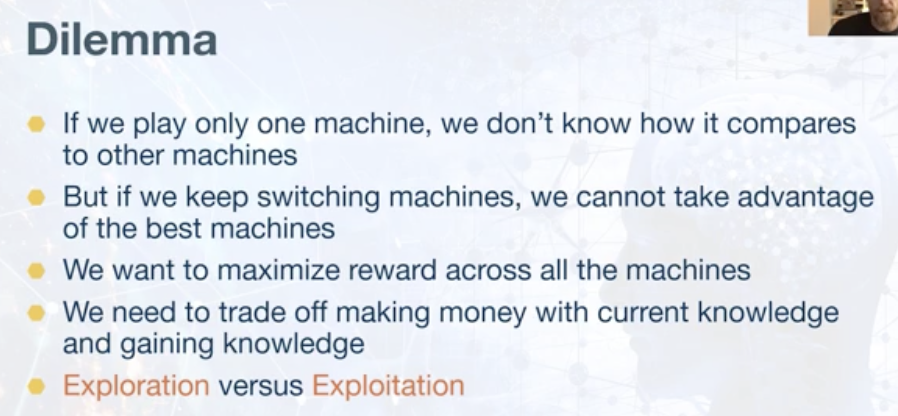 Dilemma
If we play only one machine, we don't know how it compares
to other machines
But if we keep switching machines, we cannot take advantage
of the best machines
We want to maximize reward across all the machines
We need to trade off making money with current knowledge
and gaining knowledge
Exploration versus Exploitation